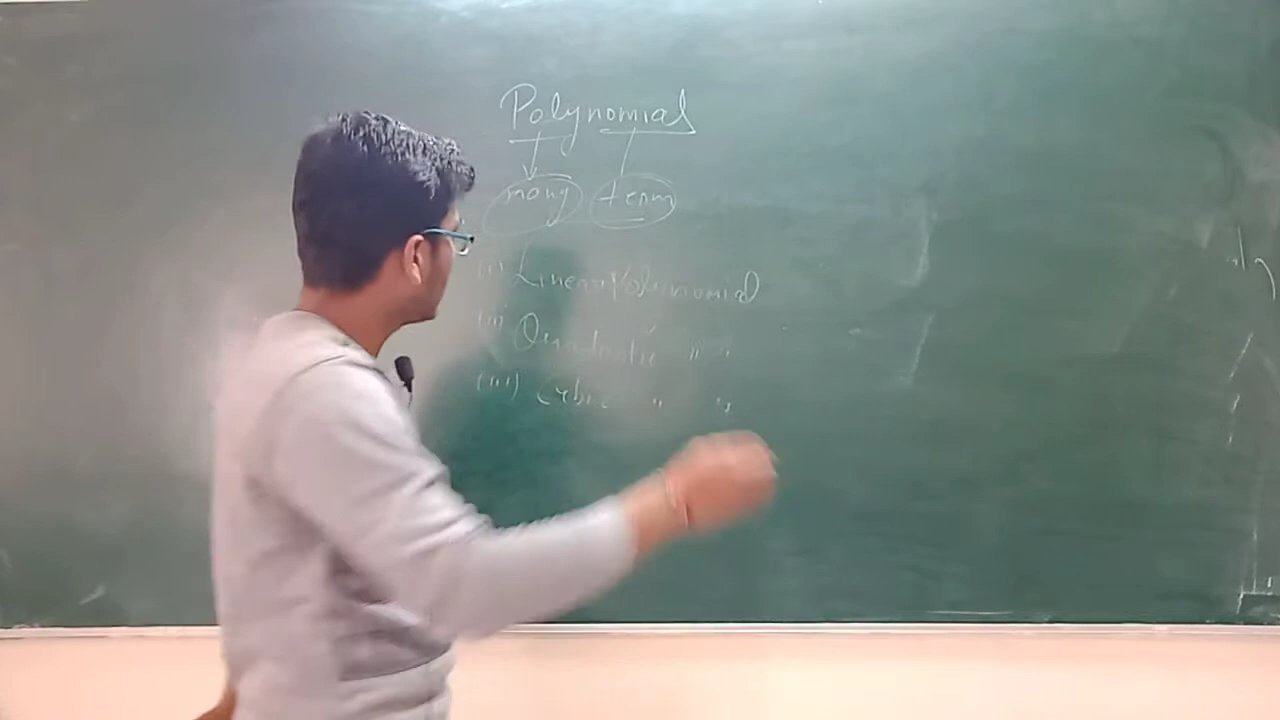 Polynomial
many term
(i) Linear Polynomial
(ii) Quadratic " "
(iii) Cubic " "